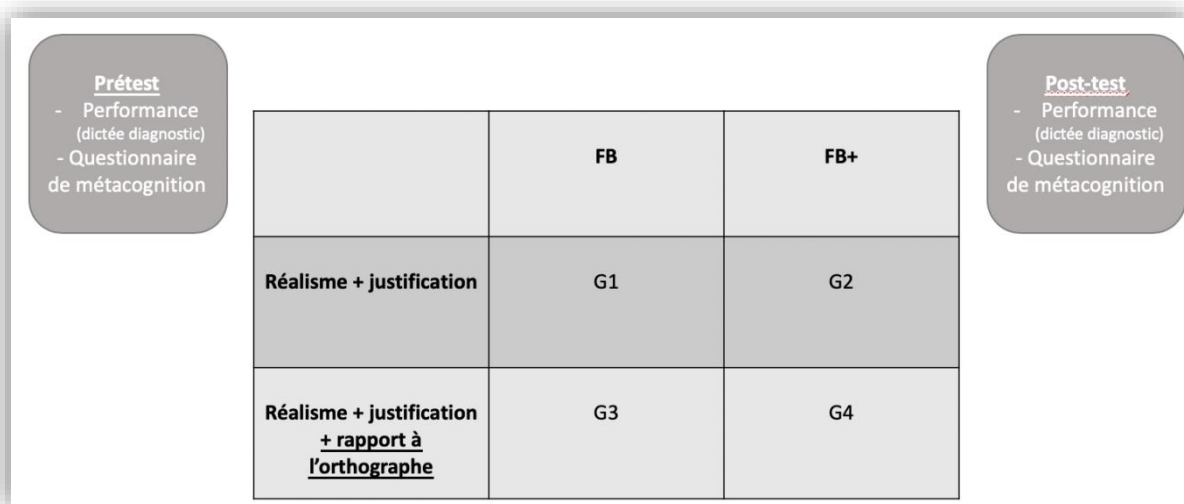 Prétest
- Performance
(dictée diagnostic)
- Questionnaire
de métacognition
FB FB+
Réalisme + justification G1 G2
Réalisme + justification G3 G4
+ rapport à
l'orthographe
Post-test
- Performance
(dictée diagnostic)
- Questionnaire
de métacognition